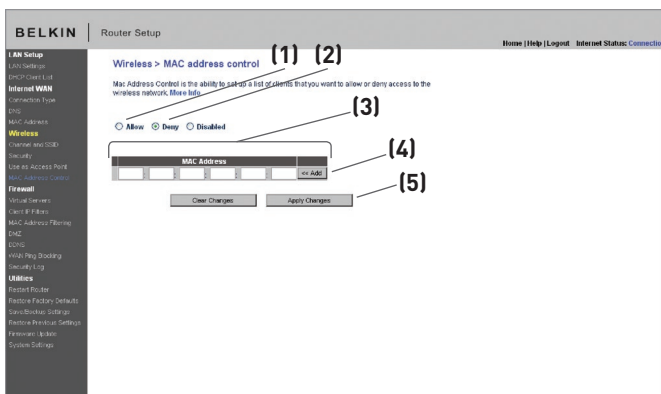 BELKIN
Router Setup
Home | Help | Logout Internet Status: Connection
LAN Setup
LAN Settings
DHCP Client List
Internet WAN
Connection Type
DNS
MAC Address
Wireless
Channel and SSID
Security
Use as Access Point
MAC Address Control
Firewall
Virtual Servers
Client IP Filters
MAC Address Filtering
DMZ
DDNS
WAN Ping Blocking
Security Log
Utilities
Restart Router
Restore Factory Defaults
Save/Backup Settings
Restore Previous Settings
Firmware Update
System Settings
Wireless > MAC address control
(1)
(2)
Mac Address Control is the ability to set up a list of clients that you want to allow or deny access to the
wireless network. More Info
(3)
Allow Deny Disabled
MAC Address
(4)
: : : : : << Add
(5)
Clear Changes Apply Changes